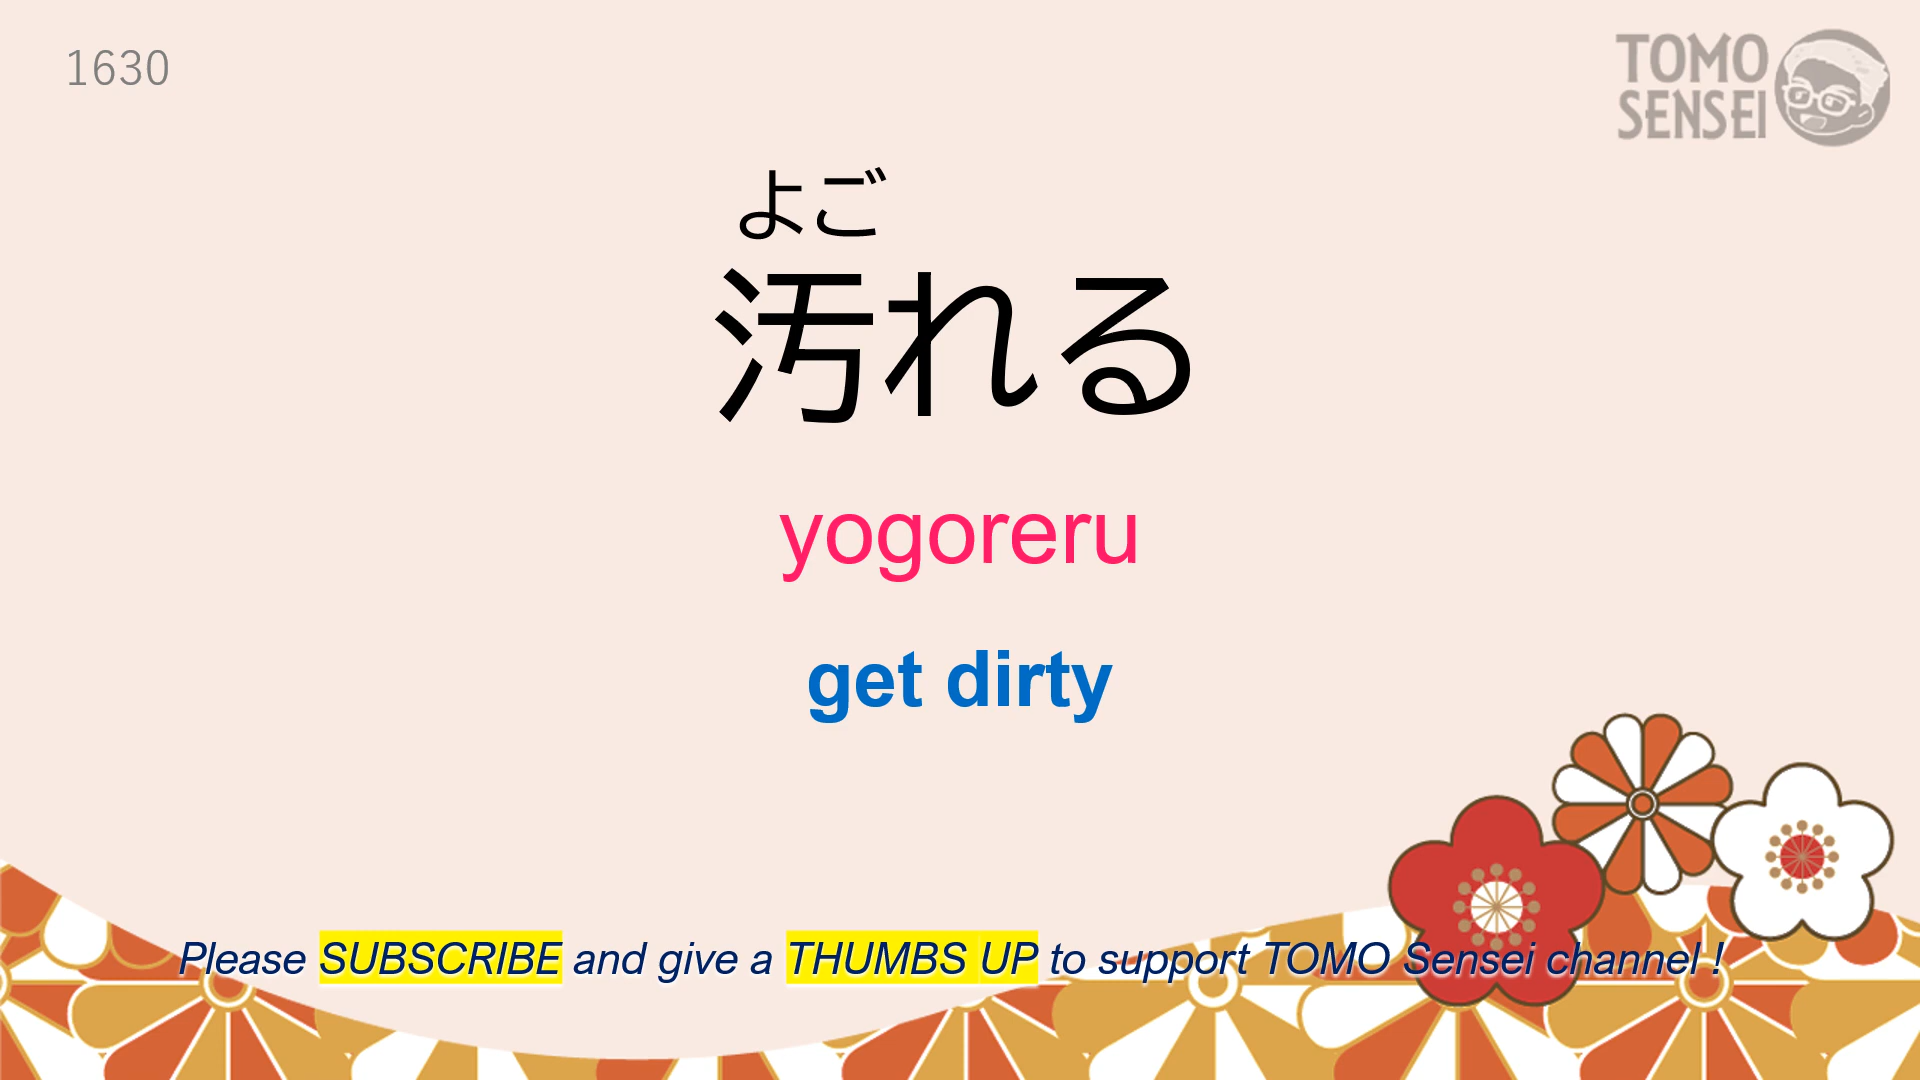 1630
TOMO
SENSEI
よご
汚れる
yogoreru
get dirty
Please SUBSCRIBE and give a THUMBS UP to support TOMO Sensei channel !